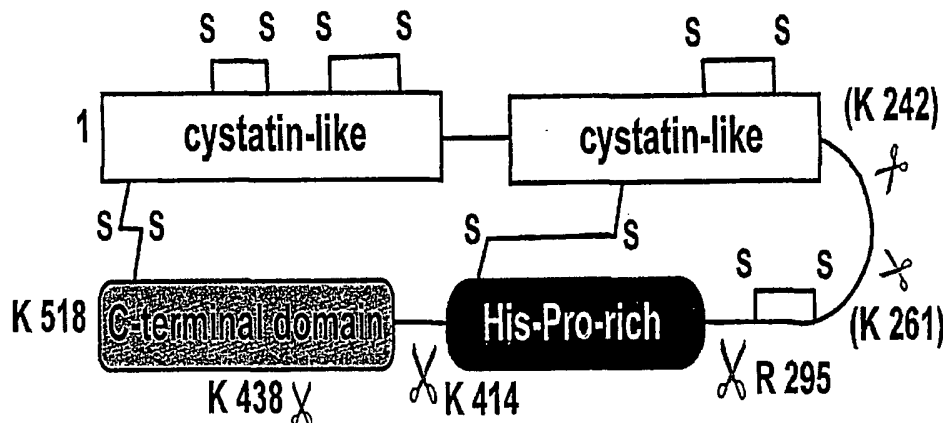 S S S S S S
1 cystatin-like cystatin-like (K 242)
S S S S
S S
K 518 C-terminal domain His-Pro-rich (K 261)
K 438 K 414 R 295